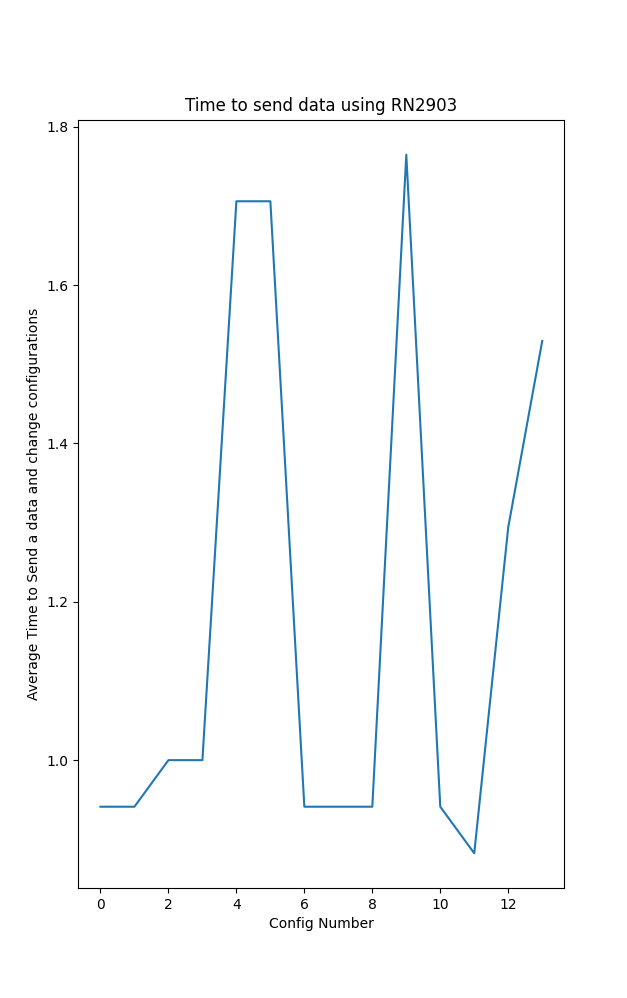 Time to send data using RN2903
1.8
1.6
1.4
1.2
1.0
Average Time to Send a data and change configurations
0 2 4 6 8 10 12
Config Number